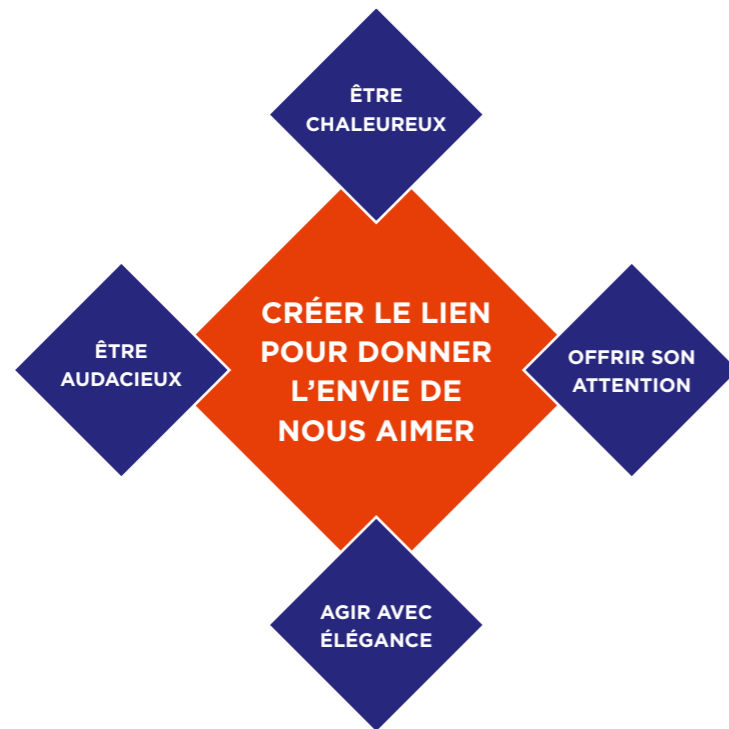 ÊTRE
CHALEUREUX
CRÉER LE LIEN
POUR DONNER
L’ENVIE DE
NOUS AIMER
ÊTRE
AUDACIEUX
OFFRIR SON
ATTENTION
AGIR AVEC
ÉLÉGANCE